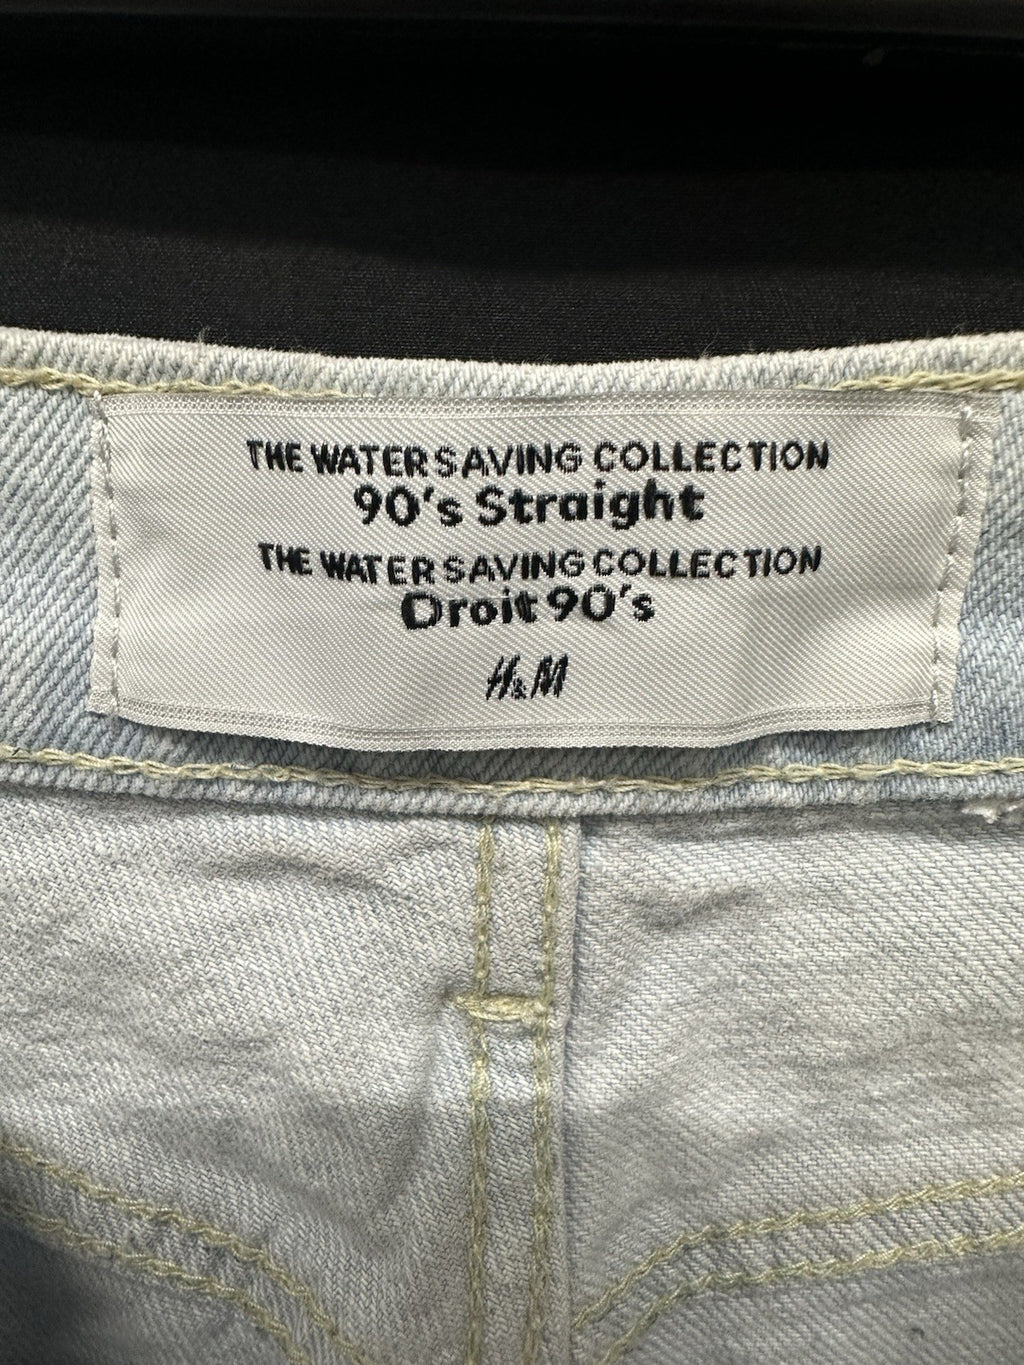 THE WATER SAVING COLLECTION
90's Straight
THE WATER SAVING COLLECTION
Droit 90's
H&M